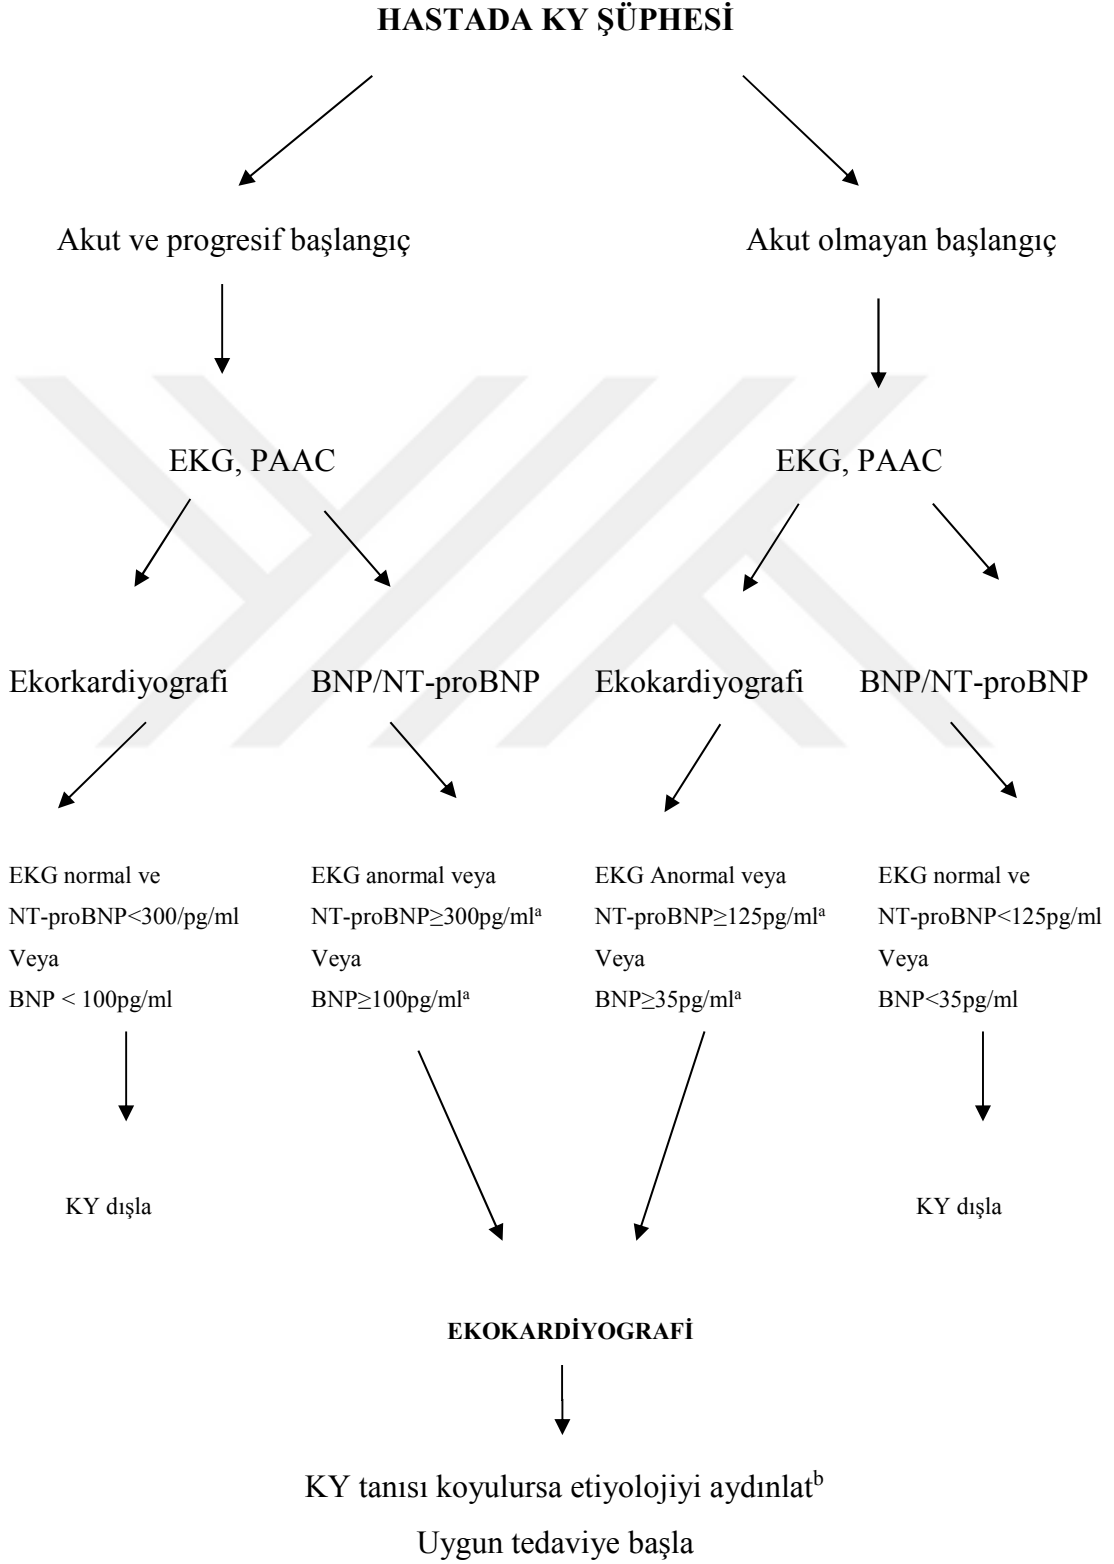 HASTADA KY ŞÜPHESİ
Akut ve progresif başlangıç
Akut olmayan başlangıç
EKG, PAAC
EKG, PAAC
Ekorkardiyografi
BNP/NT-proBNP
Ekokardiyografi
BNP/NT-proBNP
EKG normal ve
NT-proBNP<300/pg/ml
Veya
BNP < 100pg/ml
EKG anormal veya
NT-proBNP≥300pg/mlᵃ
Veya
BNP≥100pg/mlᵃ
EKG Anormal veya
NT-proBNP≥125pg/mlᵃ
Veya
BNP≥35pg/mlᵃ
EKG normal ve
NT-proBNP<125pg/ml
Veya
BNP<35pg/ml
KY dışla
KY dışla
EKOKARDİYOGRAFİ
KY tanısı koyulursa etiyolojiyi aydınlatᵇ
Uygun tedaviye başla